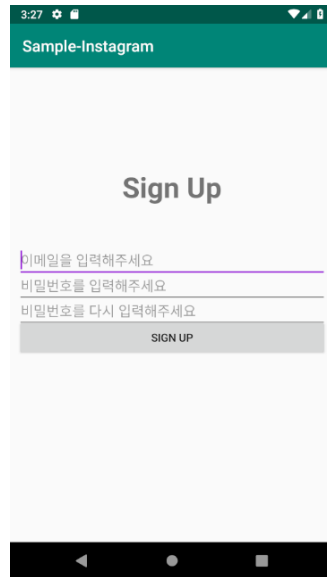 3:27
Sample-Instagram
Sign Up
이메일을 입력해주세요
비밀번호를 입력해주세요
비밀번호를 다시 입력해주세요
SIGN UP